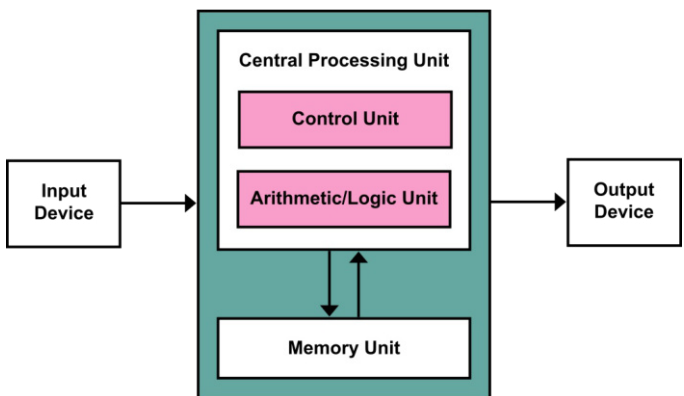 Central Processing Unit
Control Unit
Input
Device
Arithmetic/Logic Unit
Output
Device
Memory Unit